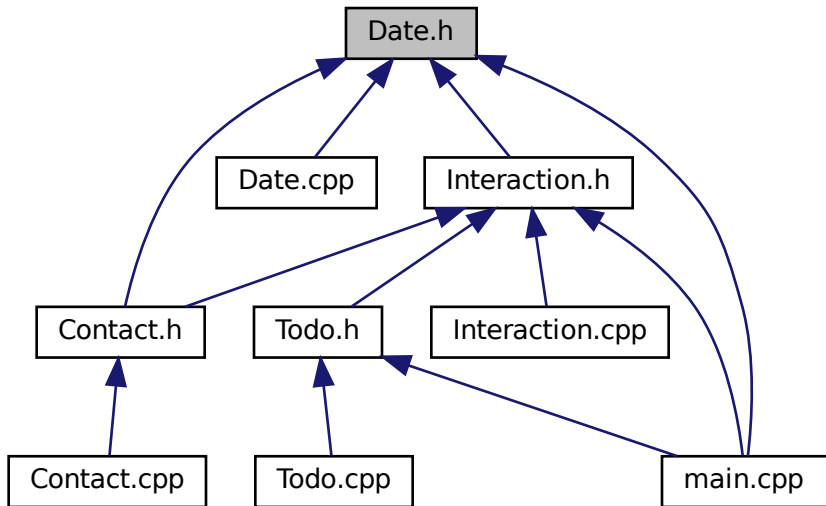 Date.h
Date.cpp
Interaction.h
Contact.h
Todo.h
Interaction.cpp
Contact.cpp
Todo.cpp
main.cpp